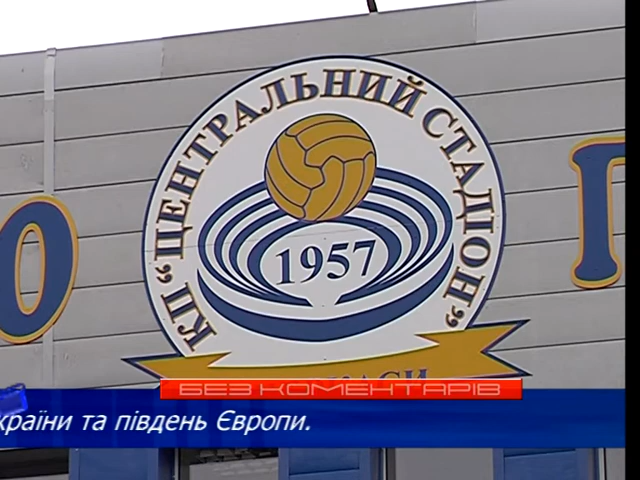 КП „ЦЕНТРАЛЬНИЙ СТАДІОН”
1957
БЕЗ КОМЕНТАРІВ
країни та південь Європи.